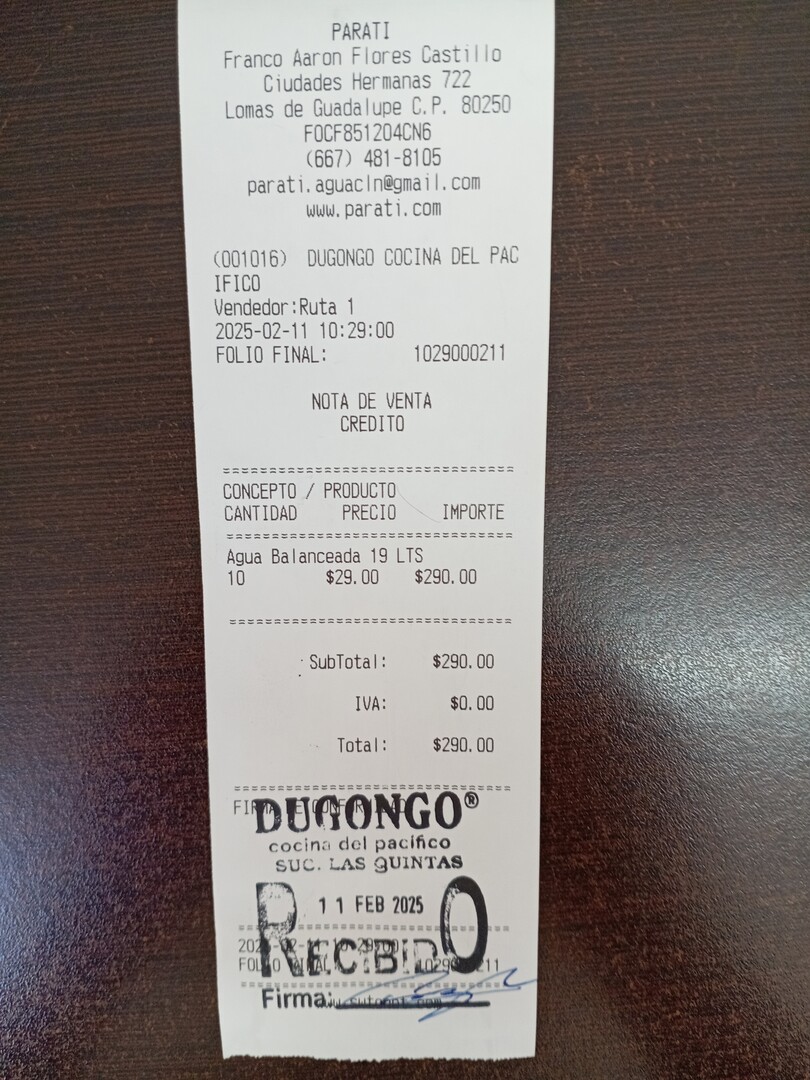 PARATI
Franco Aaron Flores Castillo
Ciudades Hermanas 722
Lomas de Guadalupe C.P. 80250
FOCF851204CN6
(667) 481-8105
parati.aguacln@gmail.com
www.parati.com
(001016) DUGONGO COCINA DEL PAC
IFICO
Vendedor:Ruta 1
2025-02-11 10:29:00
FOLIO FINAL: 1029000211
NOTA DE VENTA
CREDITO
CONCEPTO / PRODUCTO
CANTIDAD PRECIO IMPORTE
Agua Balanceada 19 LTS
10 $29.00 $290.00
SubTotal: $290.00
IVA: $0.00
Total: $290.00
DUGONGO®
cocina del pacífico
SUC. LAS QUINTAS
11 FEB 2025
RECIBIDO
Firma: